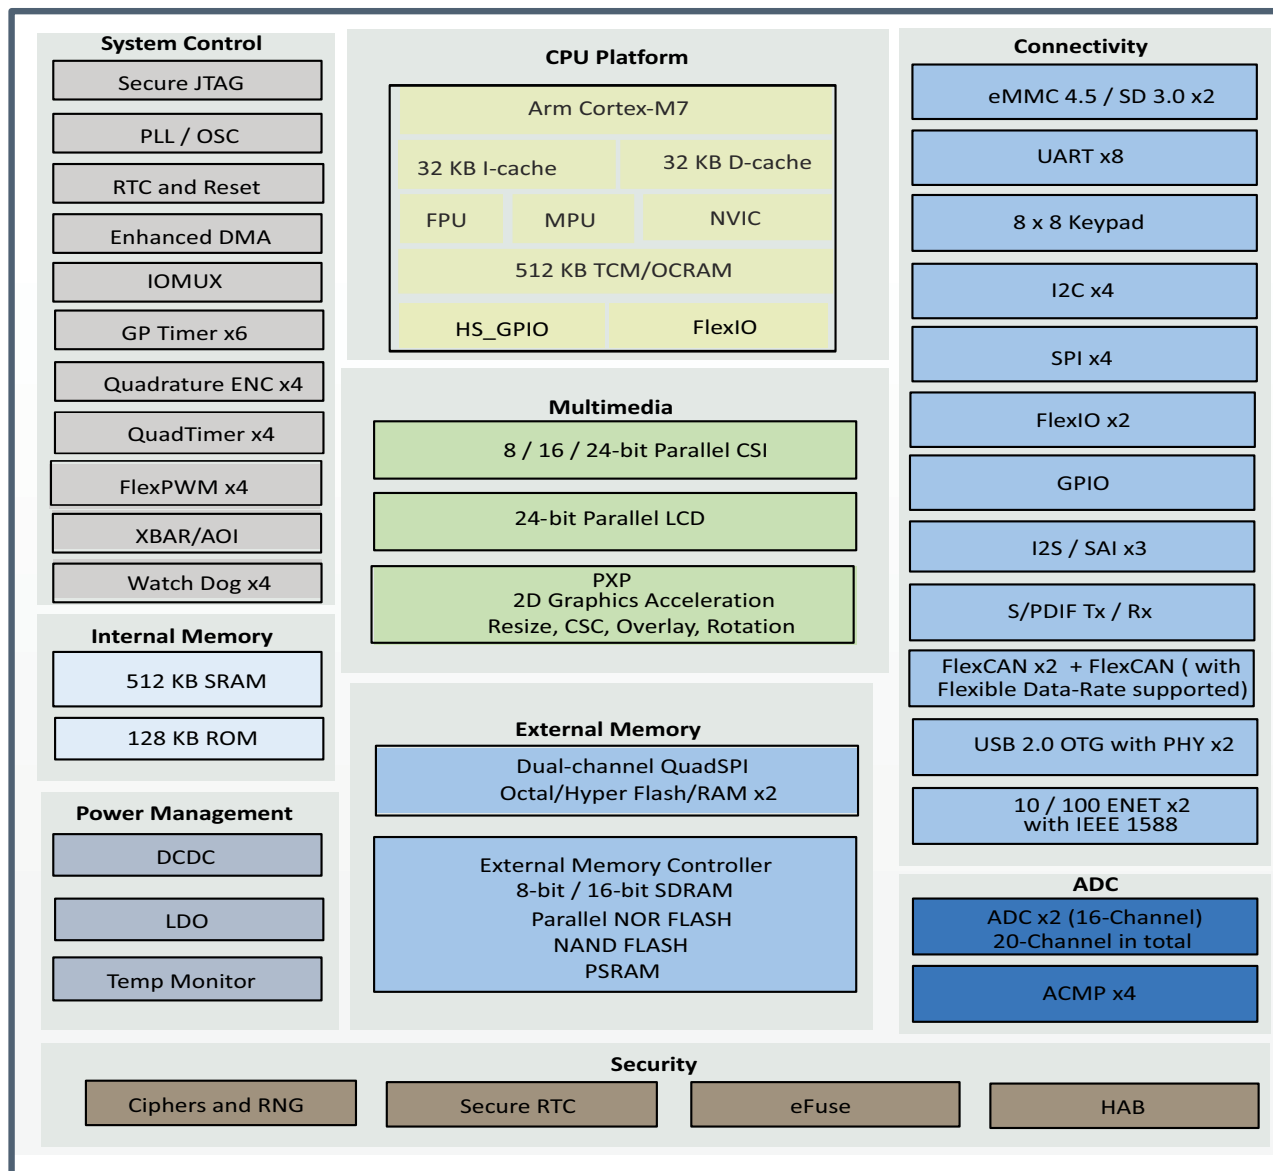 System Control
Secure JTAG
PLL / OSC
RTC and Reset
Enhanced DMA
IOMUX
GP Timer x6
Quadrature ENC x4
QuadTimer x4
FlexPWM x4
XBAR/AOI
Watch Dog x4
Internal Memory
512 KB SRAM
128 KB ROM
Power Management
DCDC
LDO
Temp Monitor
CPU Platform
Arm Cortex-M7
32 KB I-cache
32 KB D-cache
FPU
MPU
NVIC
512 KB TCM/OCRAM
HS_GPIO
FlexIO
Multimedia
8 / 16 / 24-bit Parallel CSI
24-bit Parallel LCD
PXP
2D Graphics Acceleration
Resize, CSC, Overlay, Rotation
External Memory
Dual-channel QuadSPI
Octal/Hyper Flash/RAM x2
External Memory Controller
8-bit / 16-bit SDRAM
Parallel NOR FLASH
NAND FLASH
PSRAM
Connectivity
eMMC 4.5 / SD 3.0 x2
UART x8
8 x 8 Keypad
I2C x4
SPI x4
FlexIO x2
GPIO
I2S / SAI x3
S/PDIF Tx / Rx
FlexCAN x2 + FlexCAN ( with
Flexible Data-Rate supported)
USB 2.0 OTG with PHY x2
10 / 100 ENET x2
with IEEE 1588
ADC
ADC x2 (16-Channel)
20-Channel in total
ACMP x4
Security
Ciphers and RNG
Secure RTC
eFuse
HAB